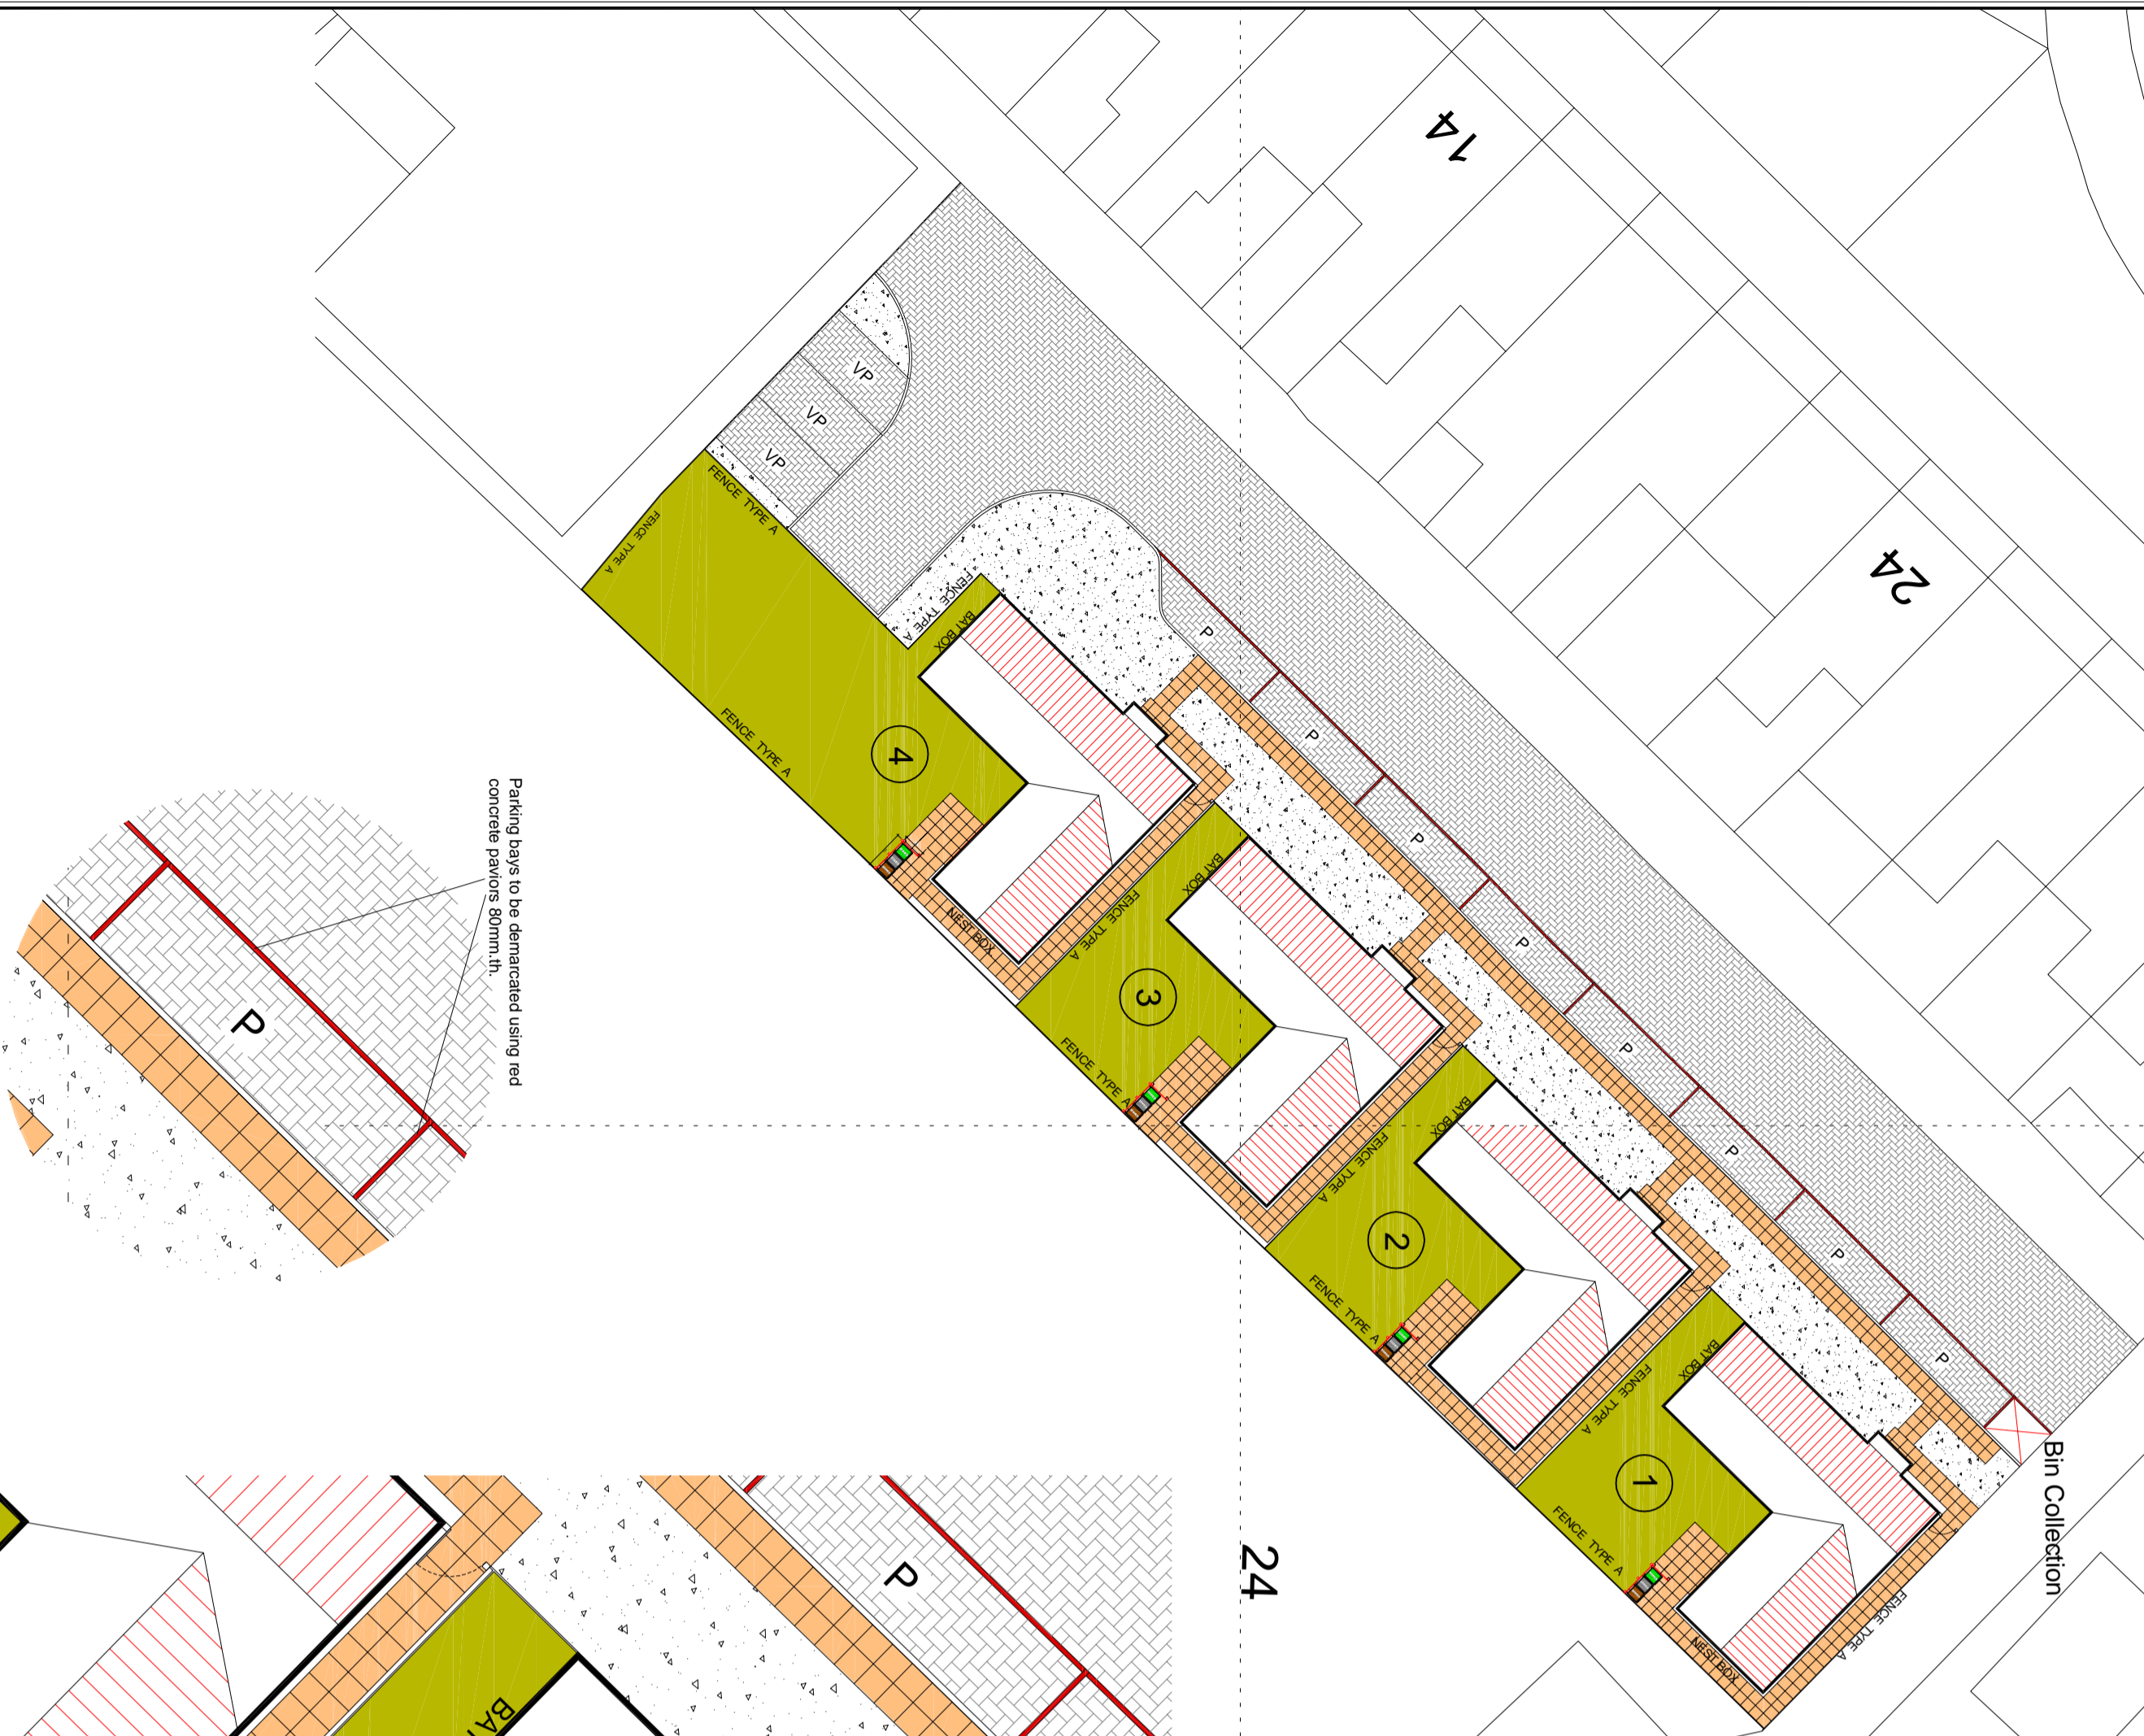 14
24
VP
VP
VP
FENCE TYPE A
FENCE TYPE A
FENCE TYPE A
BAT BOX
4
FENCE TYPE A
NEST BOX
P
P
P
P
P
P
P
P
BAT BOX
FENCE TYPE A
3
FENCE TYPE A
BAT BOX
FENCE TYPE A
2
FENCE TYPE A
BAT BOX
FENCE TYPE A
1
FENCE TYPE A
NEST BOX
FENCE TYPE A
Bin Collection
24
Parking bays to be demarcated using red
concrete paviors 80mm.th.
P
P
BA